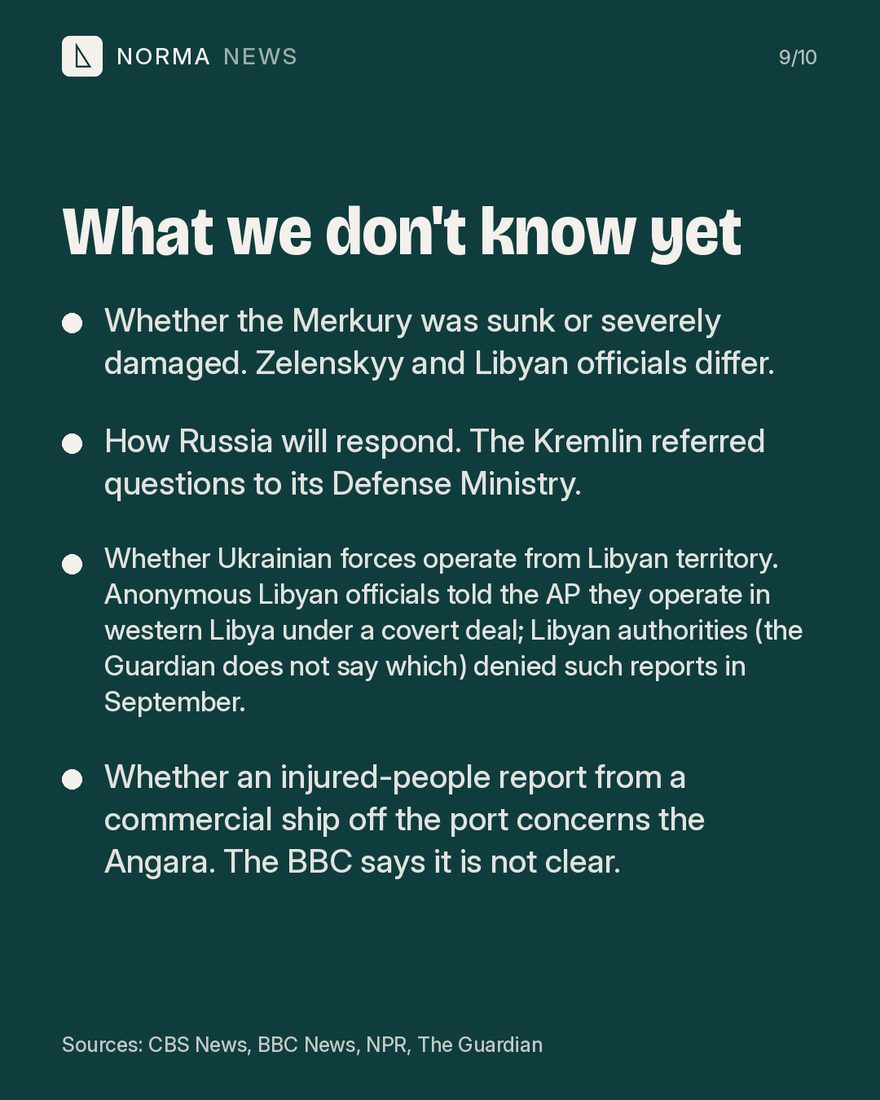 NORMA NEWS
9/10
What we don't know yet
Whether the Merkury was sunk or severely
damaged. Zelenskyy and Libyan officials differ.
How Russia will respond. The Kremlin referred
questions to its Defense Ministry.
Whether Ukrainian forces operate from Libyan territory.
Anonymous Libyan officials told the AP they operate in
western Libya under a covert deal; Libyan authorities (the
Guardian does not say which) denied such reports in
September.
Whether an injured-people report from a
commercial ship off the port concerns the
Angara. The BBC says it is not clear.
Sources: CBS News, BBC News, NPR, The Guardian